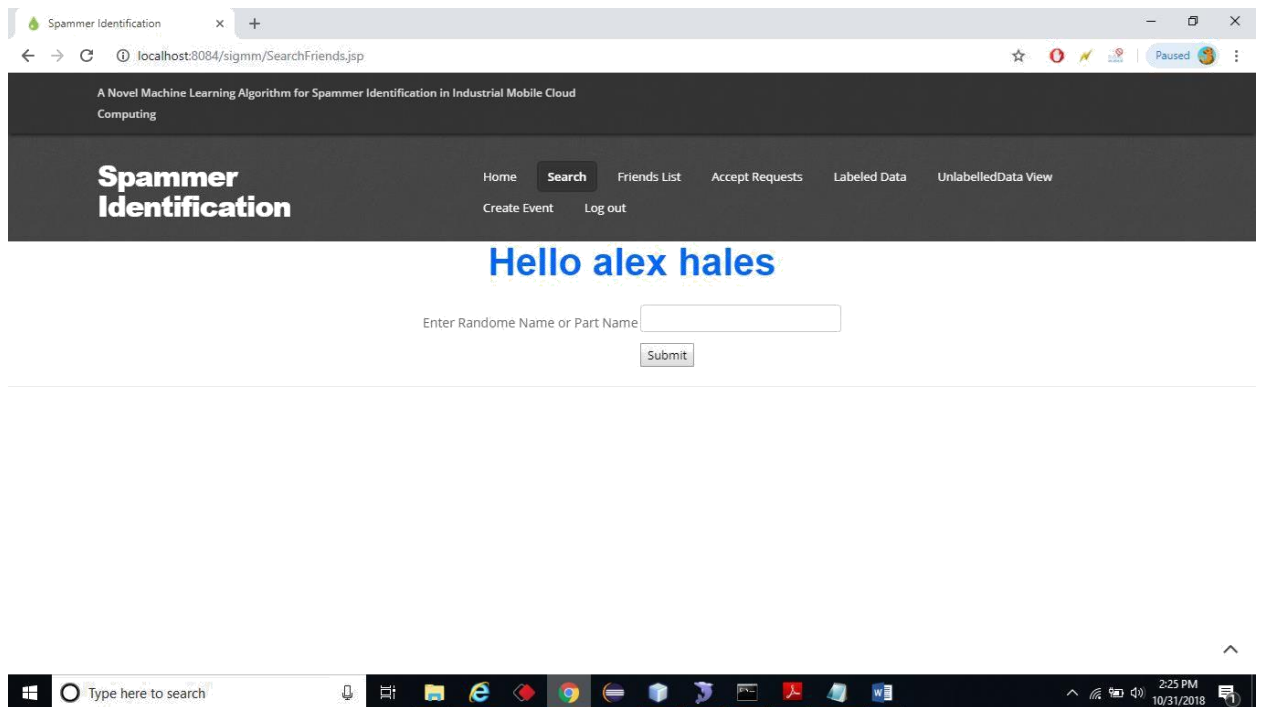 Spammer Identification
localhost:8084/sigmm/SearchFriends.jsp
Paused
A Novel Machine Learning Algorithm for Spammer Identification in Industrial Mobile Cloud
Computing
Spammer
Identification
Home Search Friends List Accept Requests Labeled Data UnlabelledData View
Create Event Log out
Hello alex hales
Enter Randome Name or Part Name
Submit
Type here to search
2:25 PM
10/31/2018